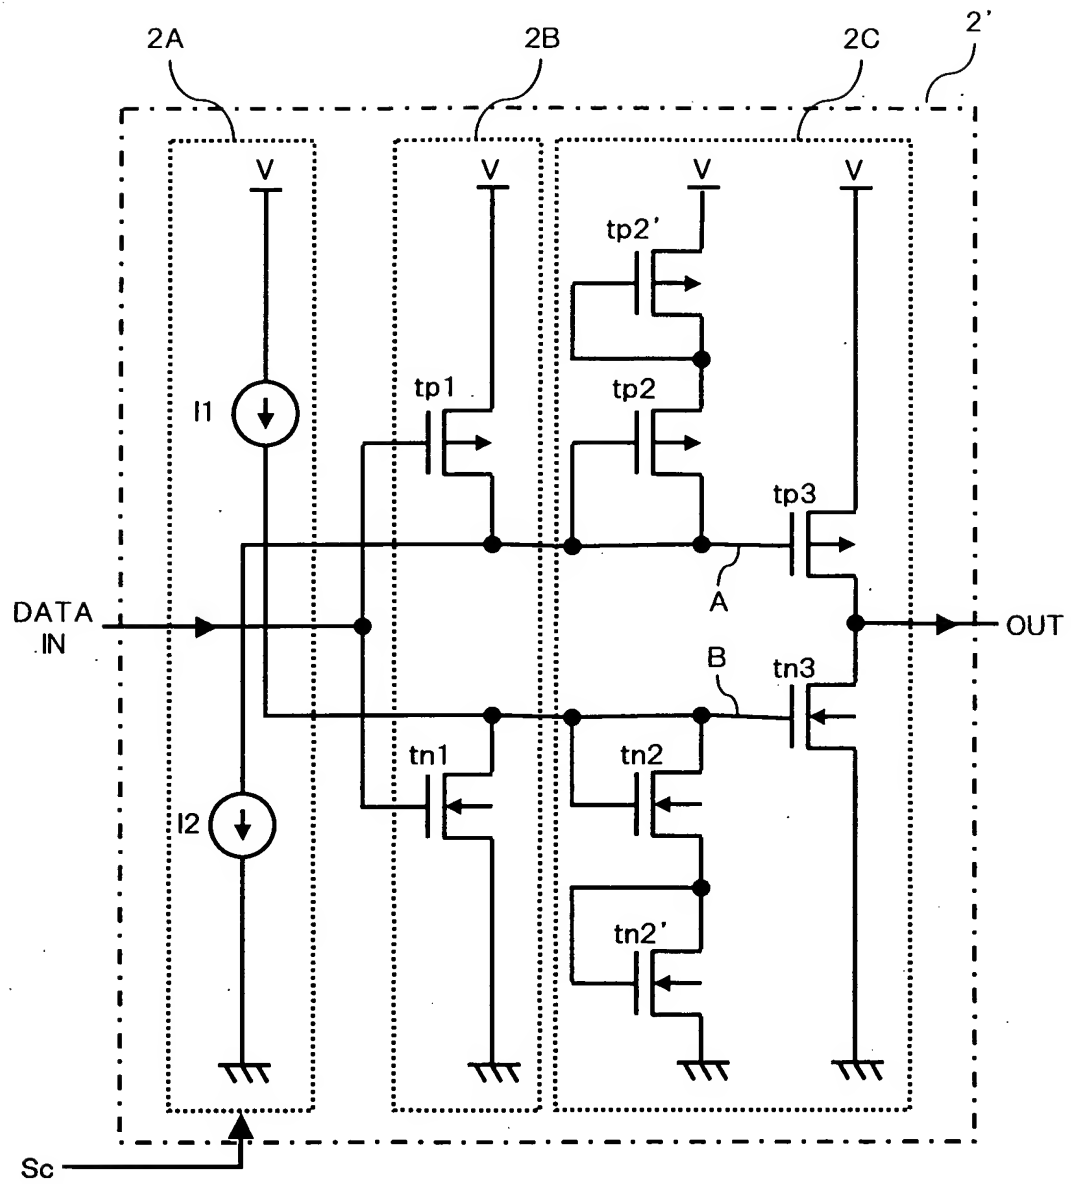 2'
2A
2B
2C
V
V
V
V
tp2'
I1
tp1
tp2
tp3
A
DATA
IN
OUT
B
tn3
tn1
tn2
I2
tn2'
Sc